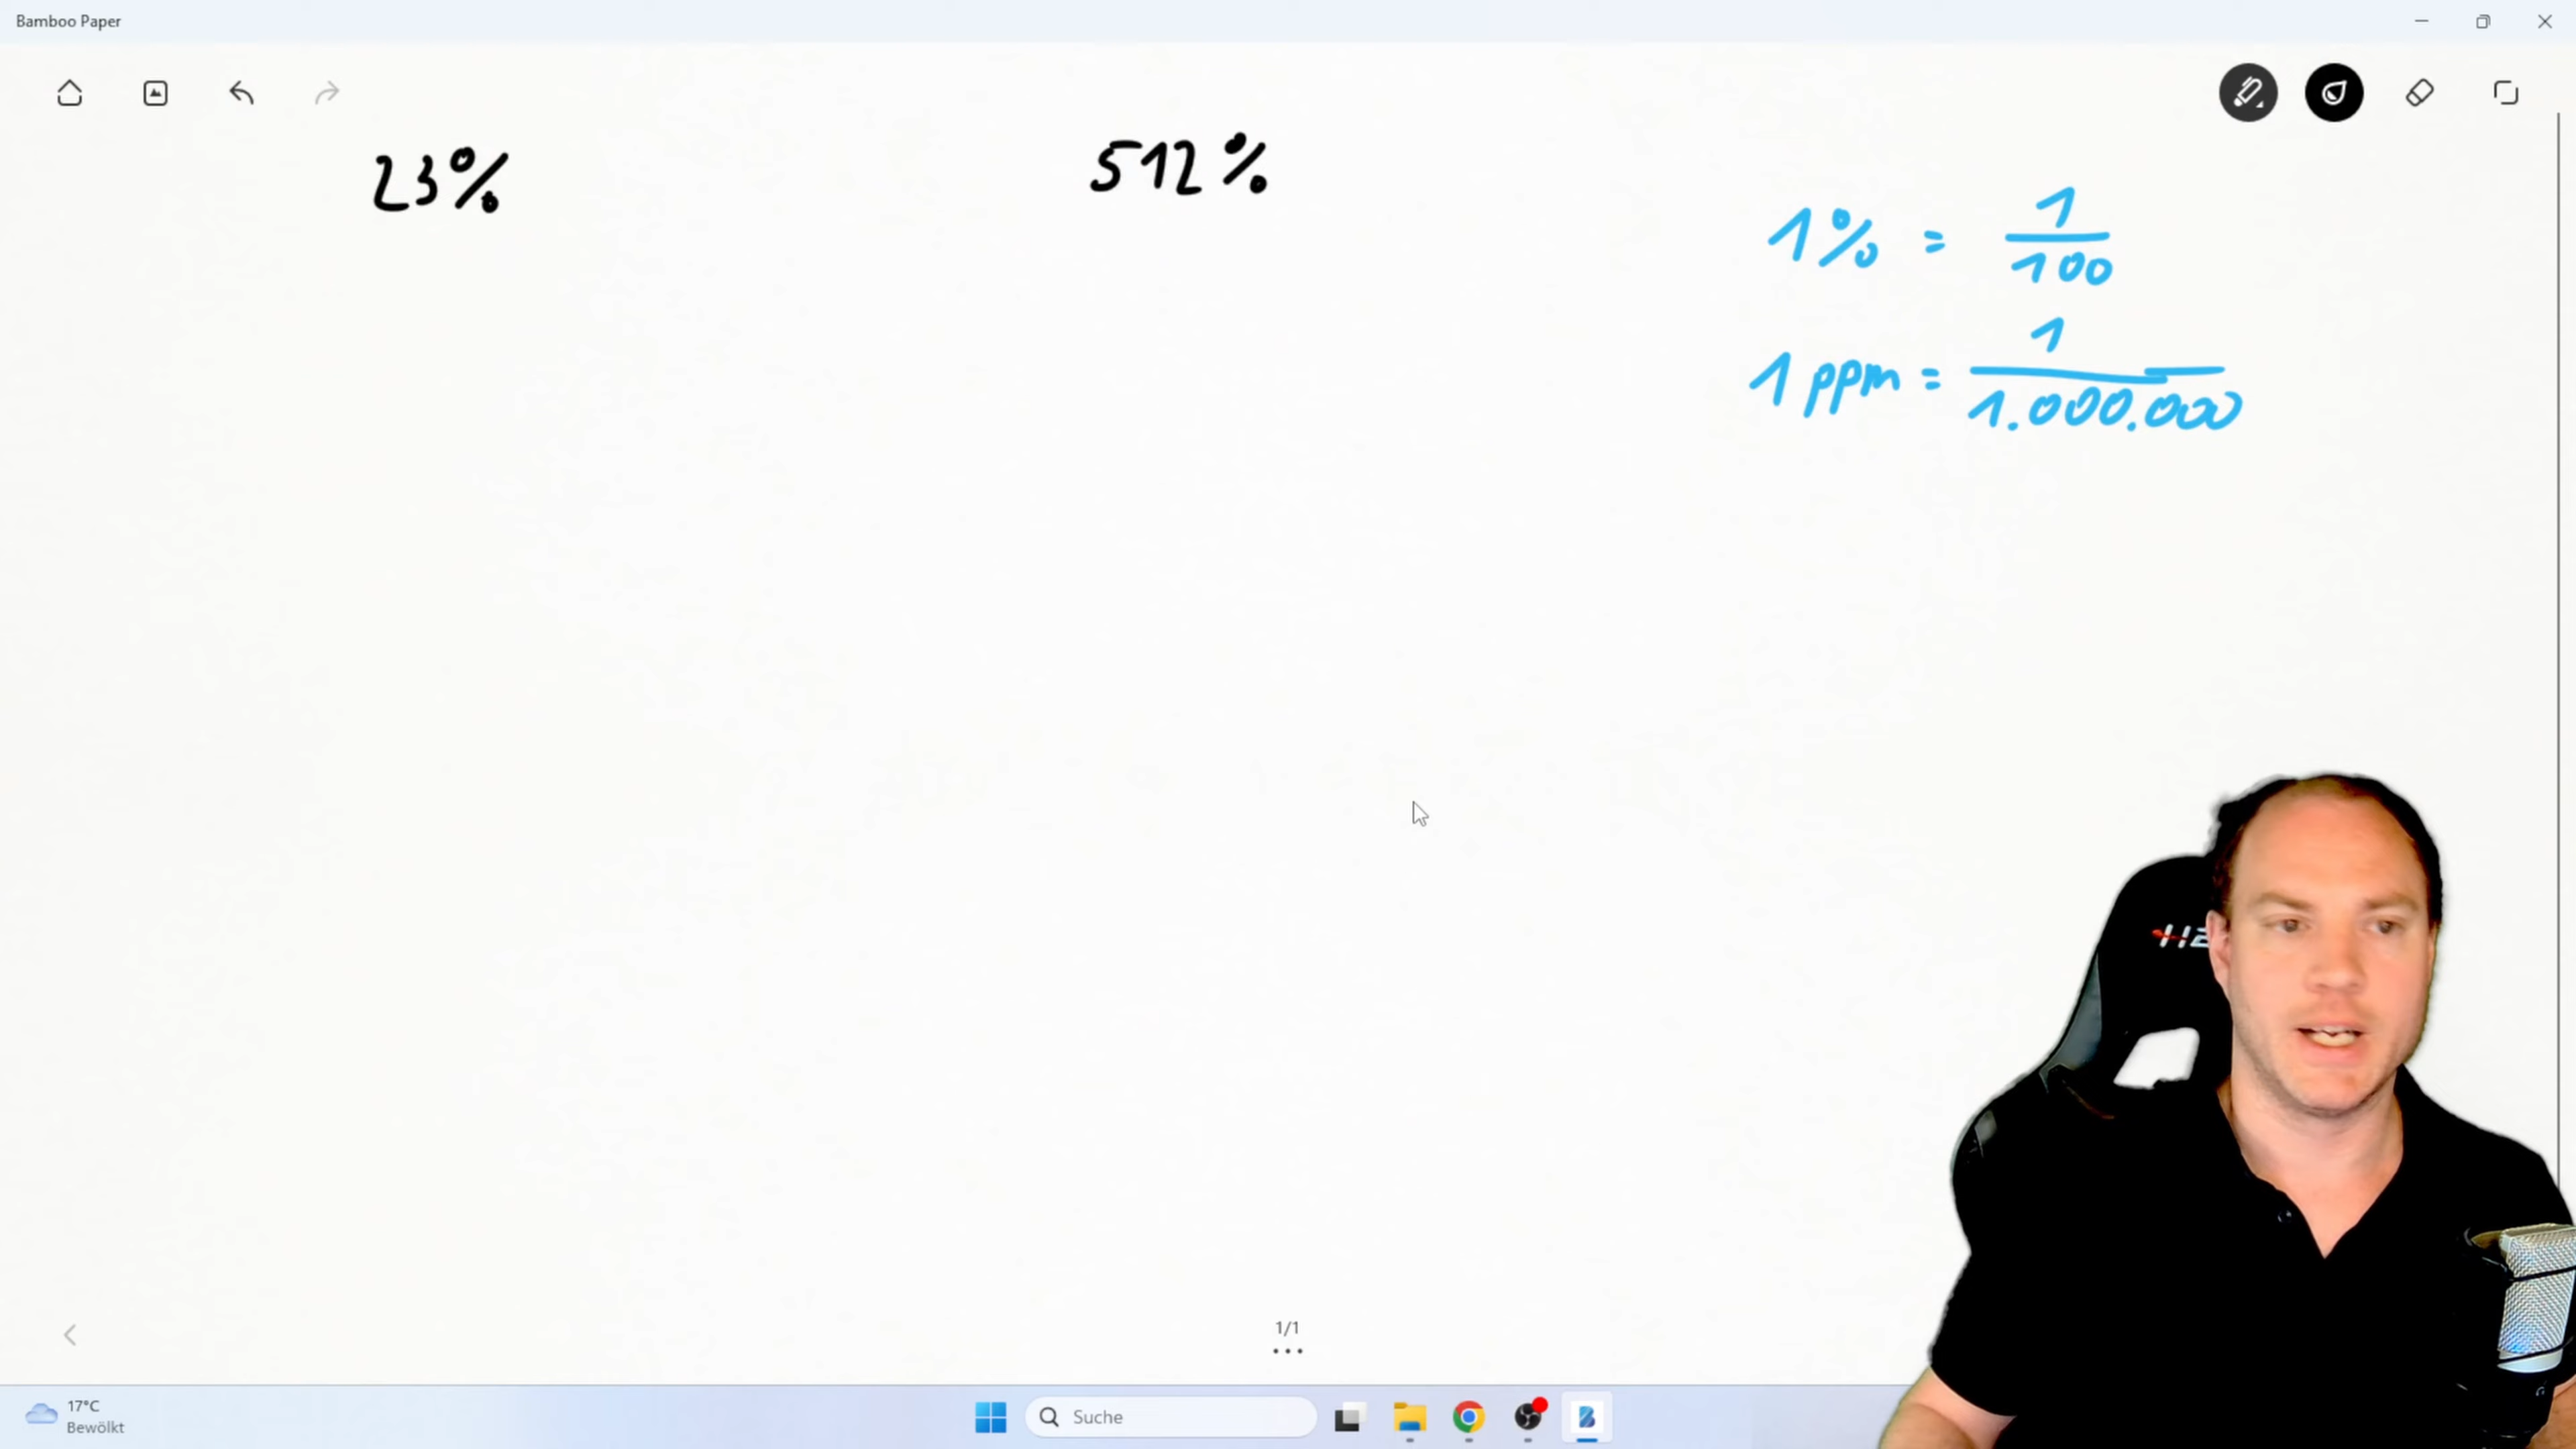 Bamboo Paper
23% 512%
1% = 1/100
1 ppm = 1/1.000.000
1/1
17°C
Bewölkt
Suche